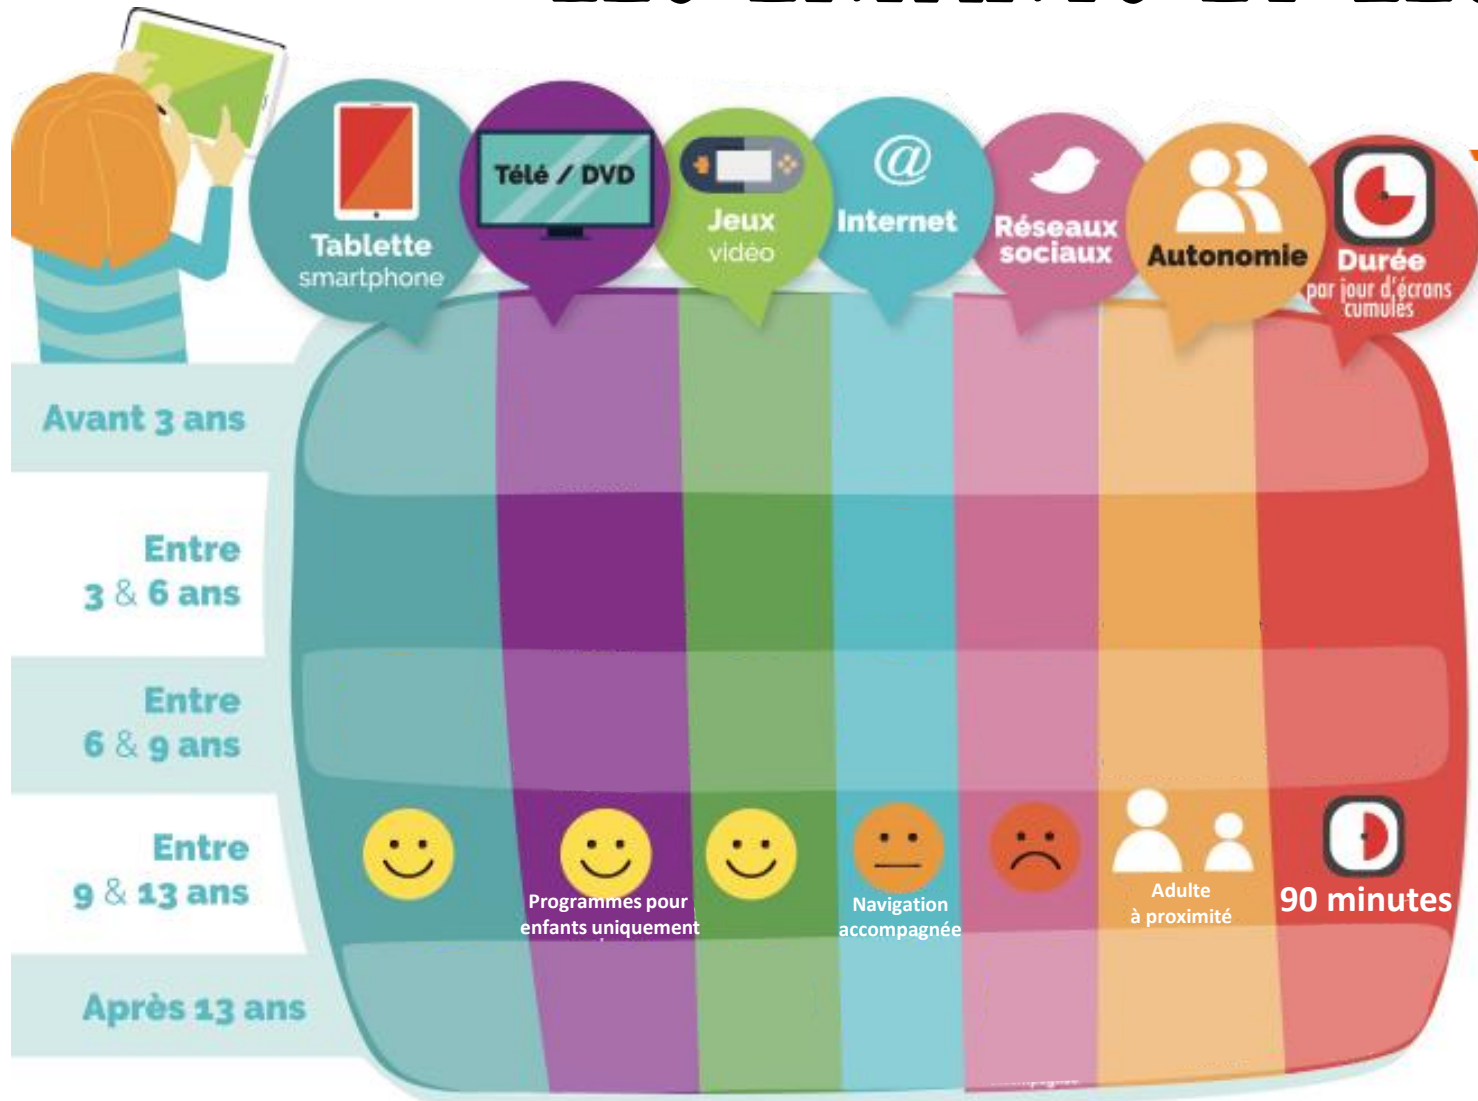 Télé / DVD
Tablette
smartphone
Jeux
vidéo
@
Internet
Réseaux
sociaux
Autonomie
Durée
par jour d'écrans
cumulés
Avant 3 ans
Entre
3 & 6 ans
Entre
6 & 9 ans
Entre
9 & 13 ans
Programmes pour
enfants uniquement
Navigation
accompagnée
Adulte
à proximité
90 minutes
Après 13 ans